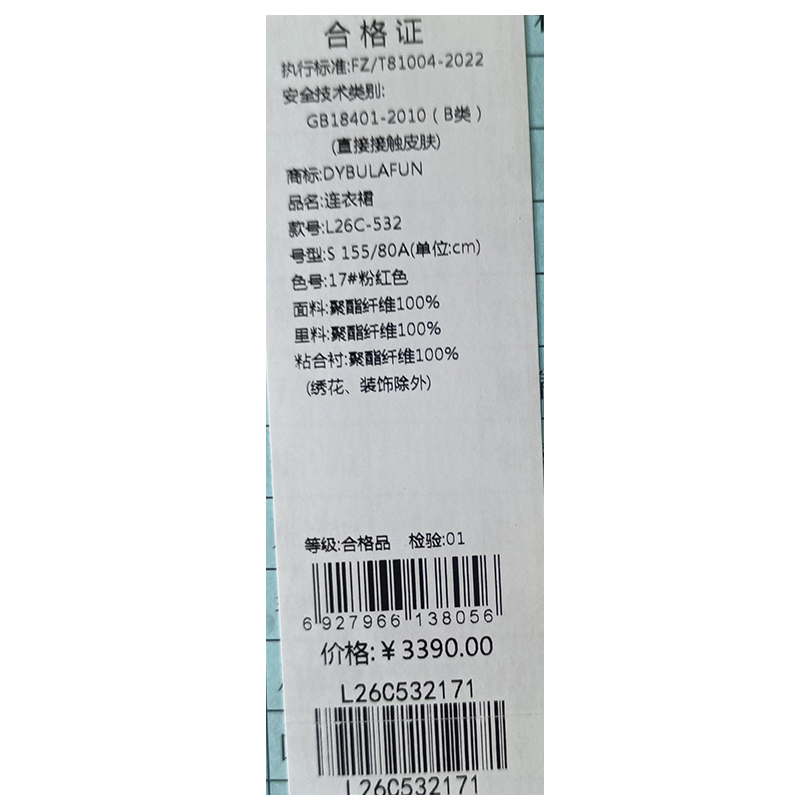 合格证
执行标准:FZ/T81004-2022
安全技术类别:
GB18401-2010（B类）
(直接接触皮肤)
商标:DYBULAFUN
品名:连衣裙
款号:L26C-532
号型:S 155/80A(单位:cm)
色号:17#粉红色
面料:聚酯纤维100%
里料:聚酯纤维100%
粘合衬:聚酯纤维100%
(绣花、装饰除外)
等级:合格品 检验:01
6 927966 138056
价格:￥3390.00
L26C532171
L26C532171